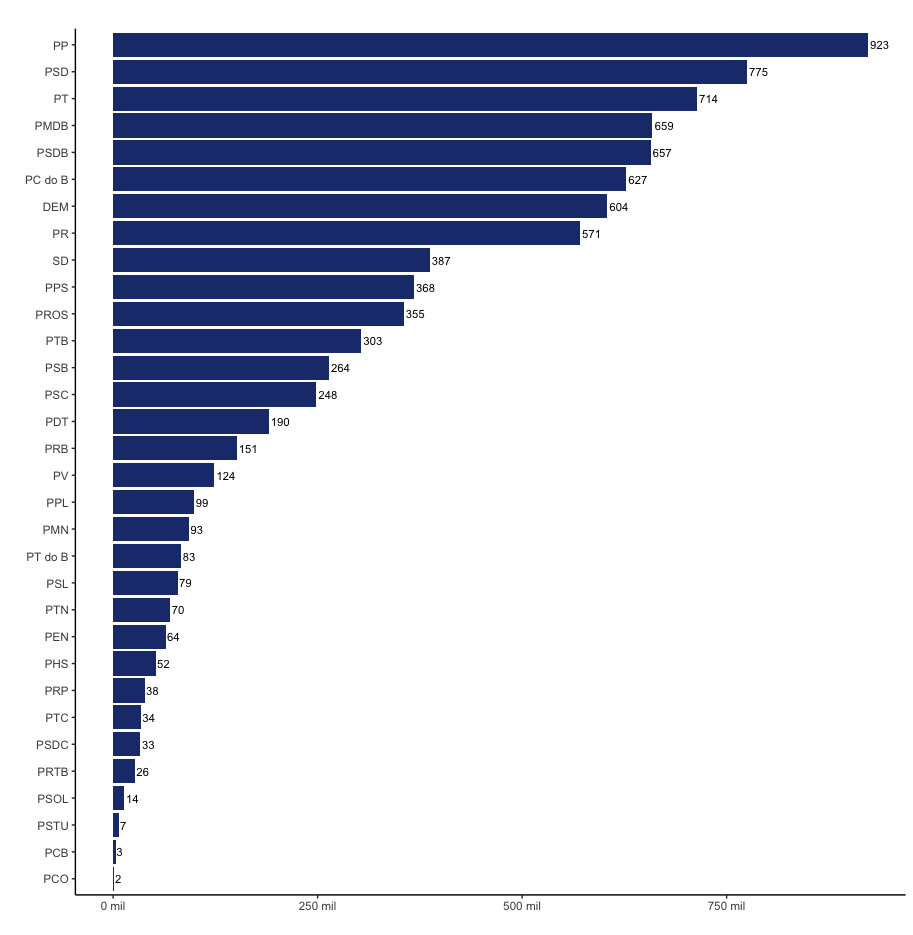 PP 923
PSD 775
PT 714
PMDB 659
PSDB 657
PC do B 627
DEM 604
PR 571
SD 387
PPS 368
PROS 355
PTB 303
PSB 264
PSC 248
PDT 190
PRB 151
PV 124
PPL 99
PMN 93
PT do B 83
PSL 79
PTN 70
PEN 64
PHS 52
PRP 38
PTC 34
PSDC 33
PRTB 26
PSOL 14
PSTU 7
PCB 3
PCO 2
0 mil 250 mil 500 mil 750 mil